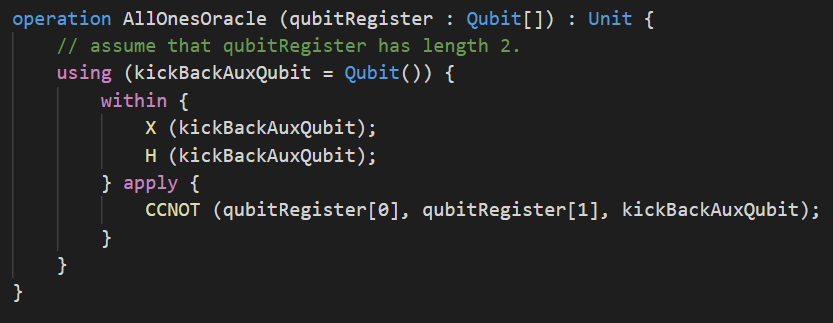 operation AllOnesOracle (qubitRegister : Qubit[]) : Unit {
    // assume that qubitRegister has length 2.
    using (kickBackAuxQubit = Qubit()) {
        within {
            X (kickBackAuxQubit);
            H (kickBackAuxQubit);
        } apply {
            CCNOT (qubitRegister[0], qubitRegister[1], kickBackAuxQubit);
        }
    }
}